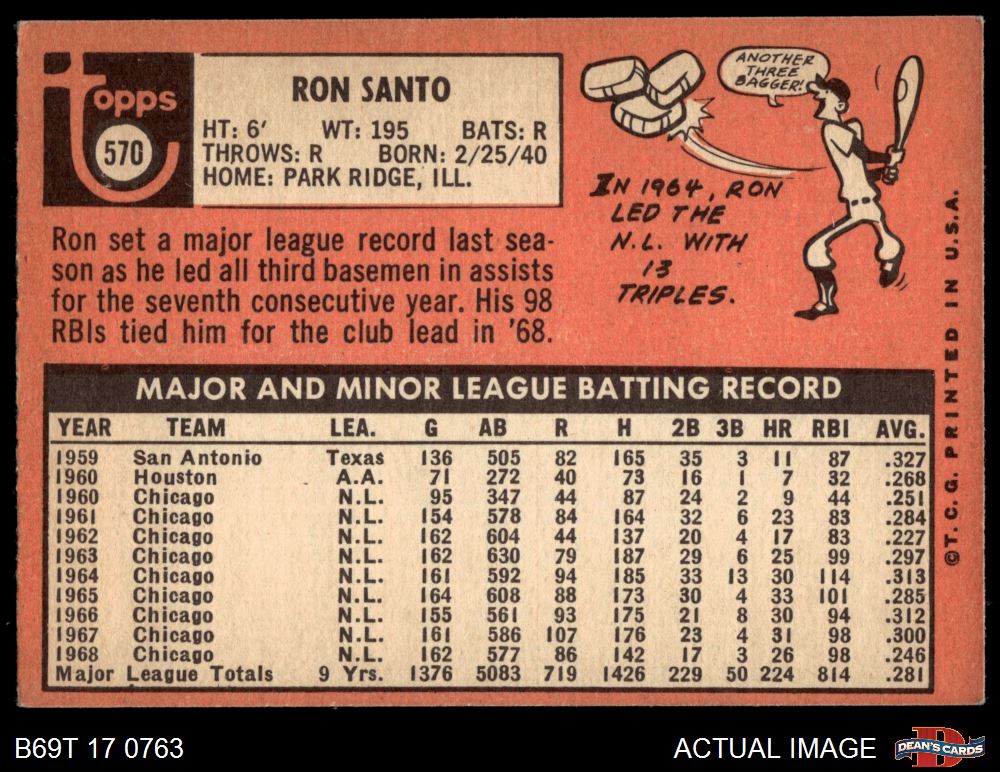 topps
570
RON SANTO
HT: 6' WT: 195 BATS: R
THROWS: R BORN: 2/25/40
HOME: PARK RIDGE, ILL.
ANOTHER
THREE
BAGGER!
IN 1964, RON
LED THE
N.L. WITH
13
TRIPLES.
Ron set a major league record last sea-
son as he led all third basemen in assists
for the seventh consecutive year. His 98
RBIs tied him for the club lead in '68.
MAJOR AND MINOR LEAGUE BATTING RECORD
YEAR TEAM LEA. G AB R H 2B 3B HR RBI AVG.
1959 San Antonio Texas 136 505 82 165 35 3 11 87 .327
1960 Houston A.A. 71 272 40 73 16 1 7 32 .268
1960 Chicago N.L. 95 347 44 87 24 2 9 44 .251
1961 Chicago N.L. 154 578 84 164 32 6 23 83 .284
1962 Chicago N.L. 162 604 44 137 20 4 17 83 .227
1963 Chicago N.L. 162 630 79 187 29 6 25 99 .297
1964 Chicago N.L. 161 592 94 185 33 13 30 114 .313
1965 Chicago N.L. 164 608 88 173 30 4 33 101 .285
1966 Chicago N.L. 155 561 93 175 21 8 30 94 .312
1967 Chicago N.L. 161 586 107 176 23 4 31 98 .300
1968 Chicago N.L. 162 577 86 142 17 3 26 98 .246
Major League Totals 9 Yrs. 1376 5083 719 1426 229 50 224 814 .281
©T.C.G. PRINTED IN U.S.A.
B69T 17 0763
ACTUAL IMAGE
D
DEAN'S CARDS